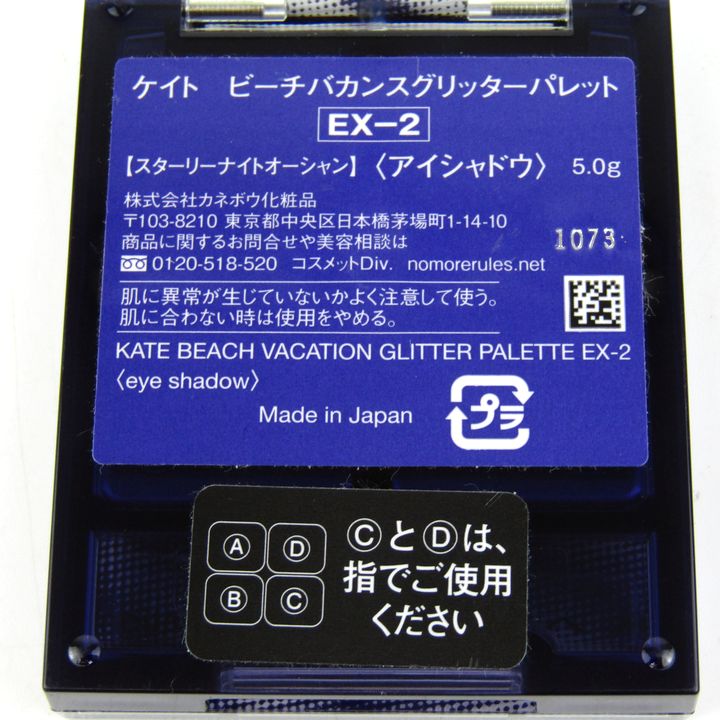 ケイト ビーチバカンスグリッターパレット
EX-2
【スターリーナイトオーシャン】〈アイシャドウ〉 5.0g
株式会社カネボウ化粧品
〒103-8210 東京都中央区日本橋茅場町1-14-10
商品に関するお問合せや美容相談は
0120-518-520 コスメットDiv. nomorerules.net
1073
肌に異常が生じていないかよく注意して使う。
肌に合わない時は使用をやめる。
KATE BEACH VACATION GLITTER PALETTE EX-2
〈eye shadow〉
Made in Japan
プラ
A D
B C
ⒸとⒹは、
指でご使用
ください